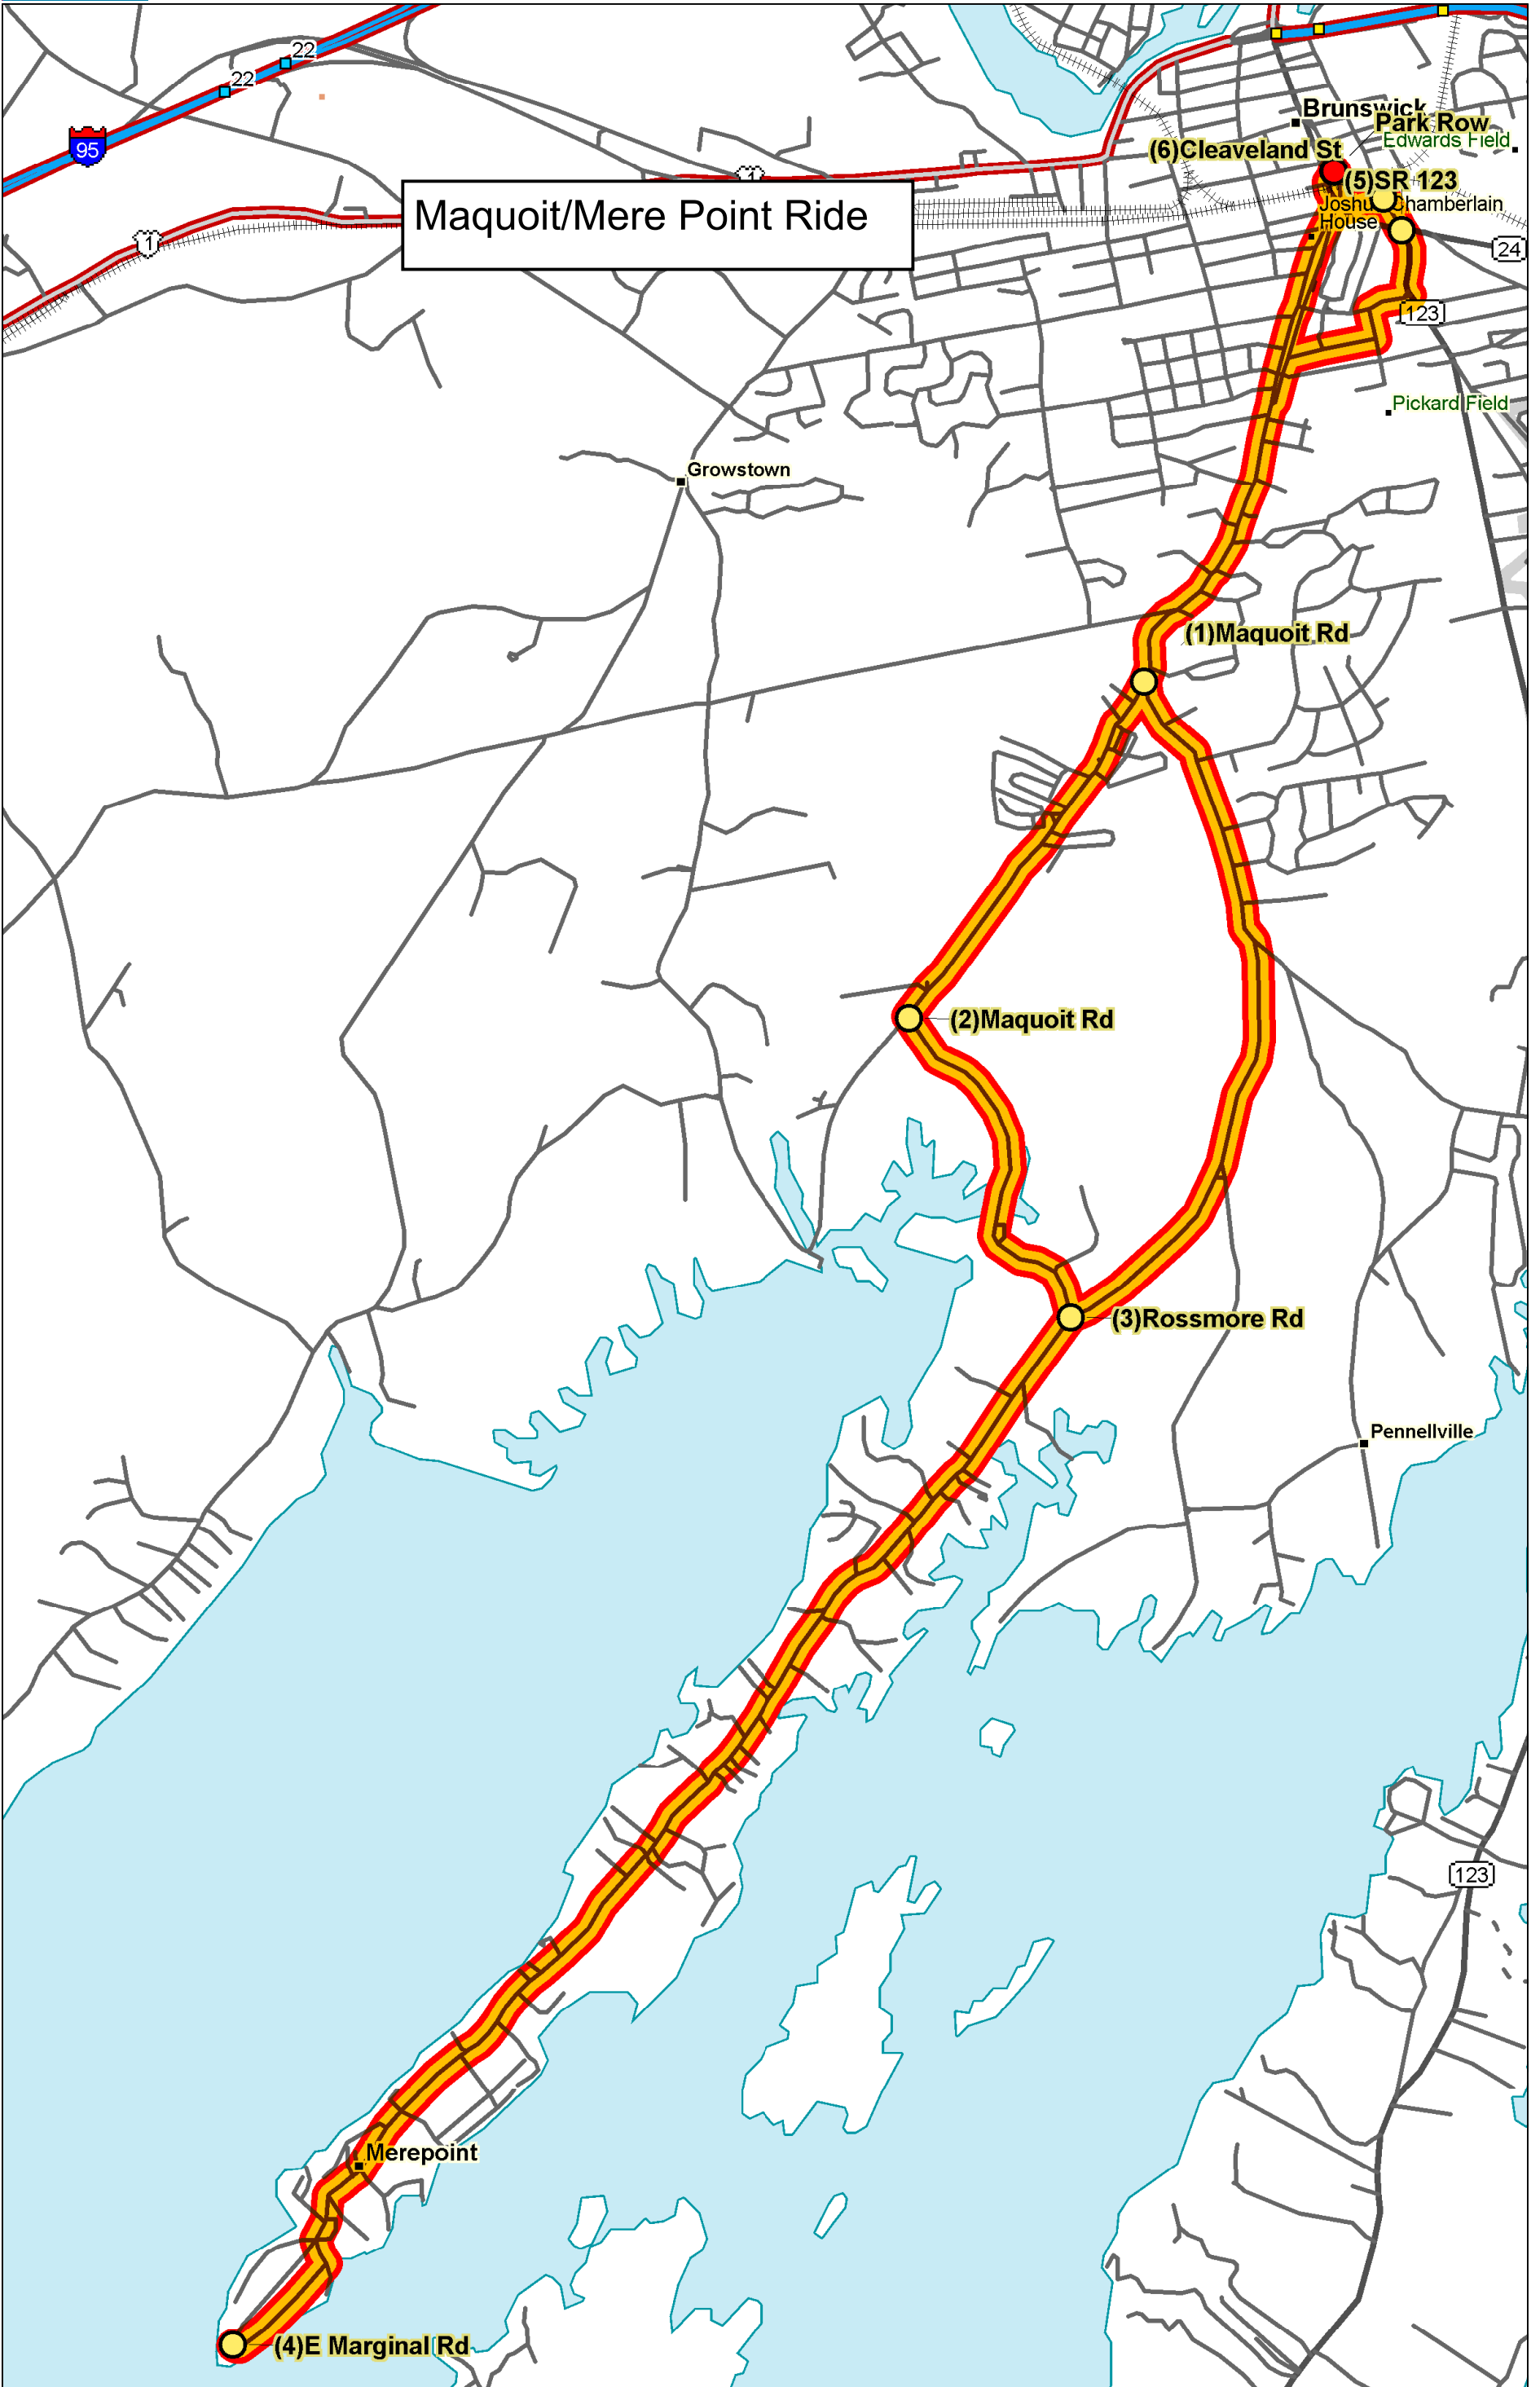 22
22
95
Brunswick
Park Row
Edwards Field
(6)Cleaveland St
1
(5)SR 123
Maquoit/Mere Point Ride
Chamberlain
House
1
24
123
Pickard Field
Growstown
(1)Maquoit Rd
(2)Maquoit Rd
(3)Rossmore Rd
Pennellville
123
Merepoint
(4)E Marginal Rd